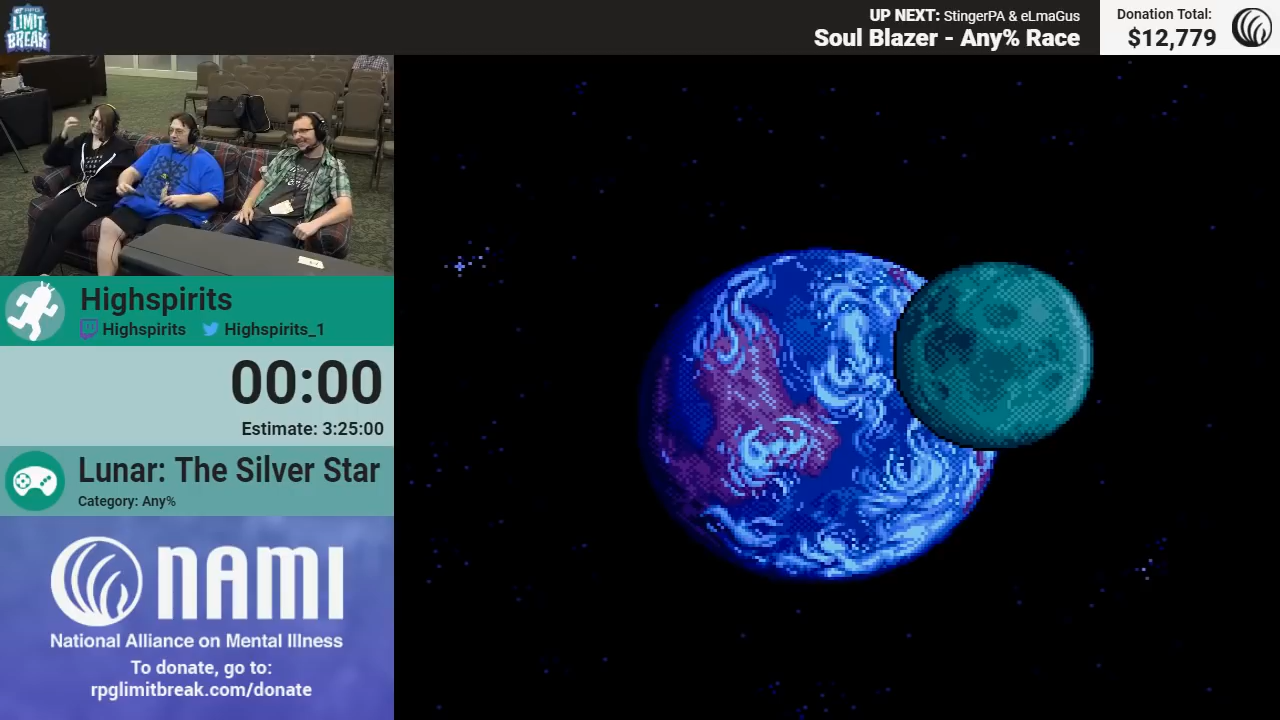 RPG
LIMIT
BREAK
UP NEXT: StingerPA & eLmaGus
Soul Blazer - Any% Race
Donation Total:
$12,779
Highspirits
Highspirits Highspirits_1
00:00
Estimate: 3:25:00
Lunar: The Silver Star
Category: Any%
NAMI
National Alliance on Mental Illness
To donate, go to:
rpglimitbreak.com/donate